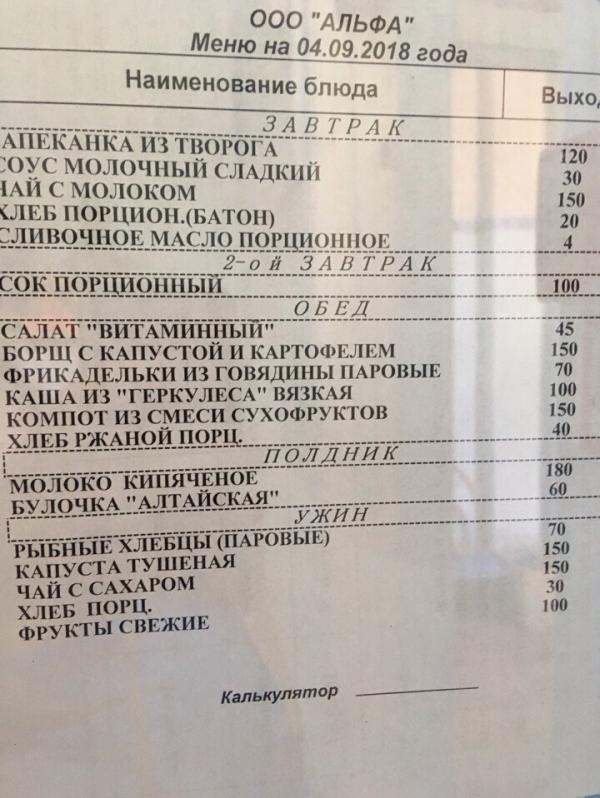 ООО "АЛЬФА"
Меню на 04.09.2018 года
Наименование блюда Выход
ЗАВТРАК
АПЕКАНКА ИЗ ТВОРОГА 120
СОУС МОЛОЧНЫЙ СЛАДКИЙ 30
ЧАЙ С МОЛОКОМ 150
ХЛЕБ ПОРЦИОН.(БАТОН) 20
СЛИВОЧНОЕ МАСЛО ПОРЦИОННОЕ 4
2-ой ЗАВТРАК
СОК ПОРЦИОННЫЙ 100
ОБЕД
САЛАТ "ВИТАМИННЫЙ" 45
БОРЩ С КАПУСТОЙ И КАРТОФЕЛЕМ 150
ФРИКАДЕЛЬКИ ИЗ ГОВЯДИНЫ ПАРОВЫЕ 70
КАША ИЗ "ГЕРКУЛЕСА" ВЯЗКАЯ 100
КОМПОТ ИЗ СМЕСИ СУХОФРУКТОВ 150
ХЛЕБ РЖАНОЙ ПОРЦ. 40
ПОЛДНИК
МОЛОКО КИПЯЧЕНОЕ 180
БУЛОЧКА "АЛТАЙСКАЯ" 60
УЖИН
РЫБНЫЕ ХЛЕБЦЫ (ПАРОВЫЕ) 70
КАПУСТА ТУШЕНАЯ 150
ЧАЙ С САХАРОМ 150
ХЛЕБ ПОРЦ. 30
ФРУКТЫ СВЕЖИЕ 100
Калькулятор